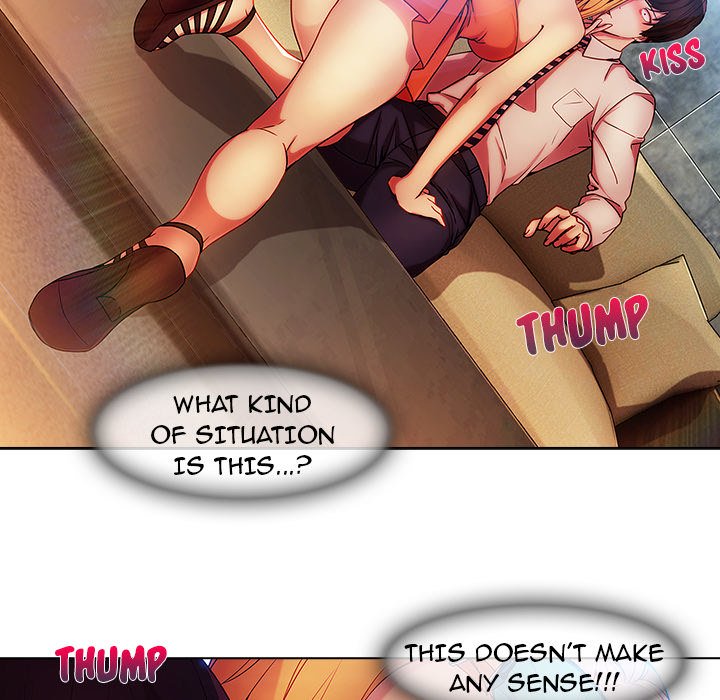 KISS
THUMP
WHAT KIND
OF SITUATION
IS THIS...?
THUMP
THIS DOESN'T MAKE
ANY SENSE!!!